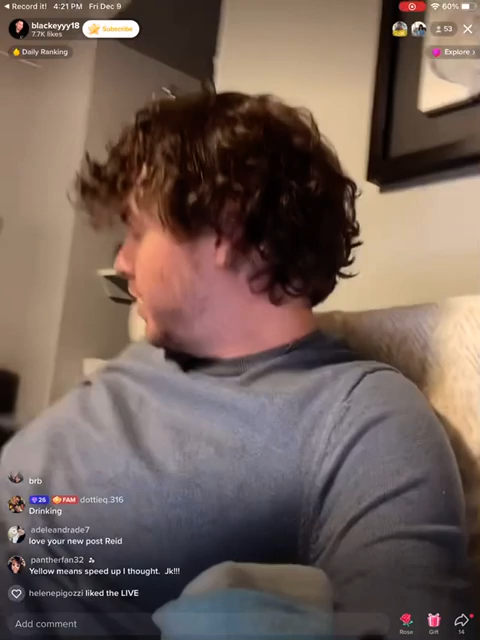 Record it! 4:21 PM Fri Dec 9 60%
blackeyyy18
7.7K likes
Subscribe
53
Daily Ranking
Explore
brb
26 FAM dottieq.316
Drinking
adeleandrade7
love your new post Reid
pantherfan32
Yellow means speed up I thought. Jk!!!
helenepigozzi liked the LIVE
Add comment
Rose
Gift
14